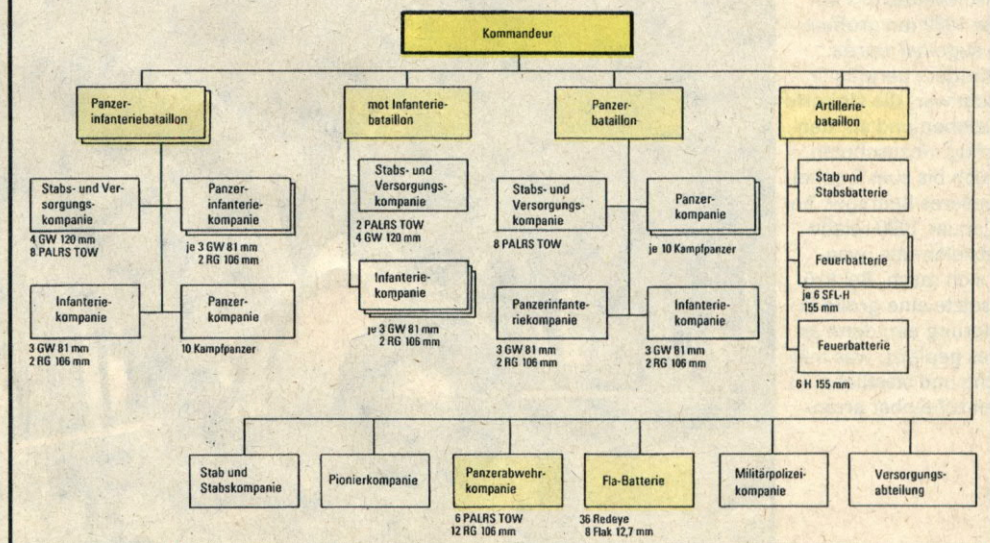 Kommandeur
Panzer-
infanteriebataillon
mot Infanterie-
bataillon
Panzer-
bataillon
Artillerie-
bataillon
Stabs- und Ver-
sorgungs-
kompanie
4 GW 120 mm
8 PALRS TOW
Panzer-
infanterie-
kompanie
je 3 GW 81 mm
2 RG 106 mm
Infanterie-
kompanie
3 GW 81 mm
2 RG 106 mm
Panzer-
kompanie
10 Kampfpanzer
Stabs- und
Versorgungs-
kompanie
2 PALRS TOW
4 GW 120 mm
Infanterie-
kompanie
je 3 GW 81 mm
2 RG 106 mm
Stabs- und
Versorgungs-
kompanie
8 PALRS TOW
Panzer-
kompanie
je 10 Kampfpanzer
Panzerinfante-
riekompanie
3 GW 81 mm
2 RG 106 mm
Infanterie-
kompanie
3 GW 81 mm
2 RG 106 mm
Stab und
Stabsbatterie
Feuerbatterie
je 6 SFL-H
155 mm
Feuerbatterie
6 H 155 mm
Stab und
Stabskompanie
Pionierkompanie
Panzerabwehr-
kompanie
6 PALRS TOW
12 RG 106 mm
Fla-Batterie
36 Redeye
8 Flak 12,7 mm
Militärpolizei-
kompanie
Versorgungs-
abteilung